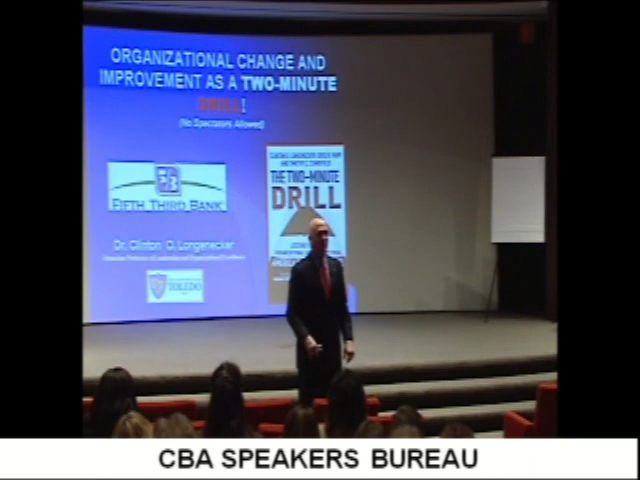 ORGANIZATIONAL CHANGE AND
IMPROVEMENT AS A TWO-MINUTE
DRILL!
(No Spectators Allowed)
FIFTH THIRD BANK
Dr. Clinton O. Longenecker
TOLEDO
THE TWO-MINUTE
DRILL
CBA SPEAKERS BUREAU